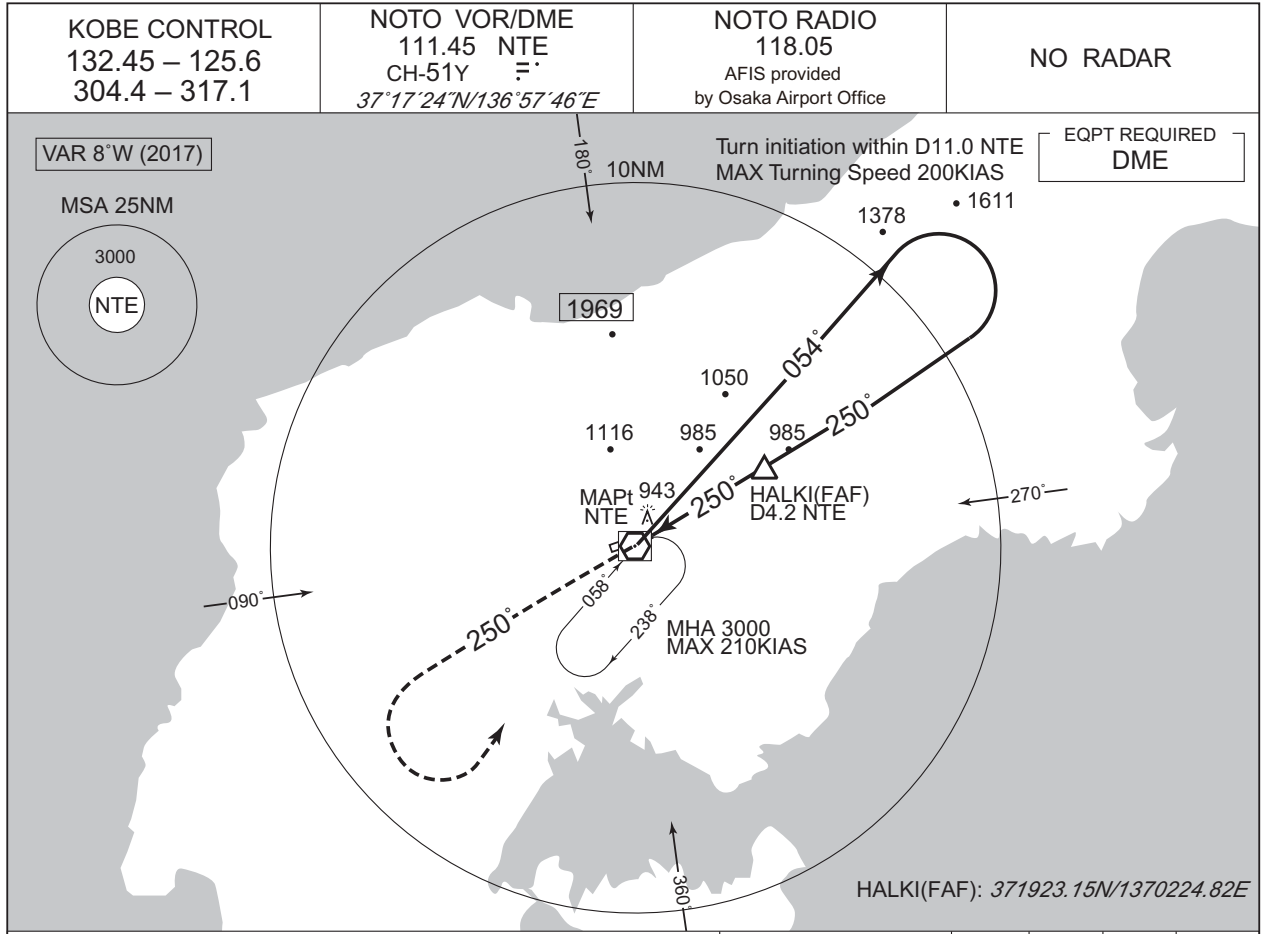 KOBE CONTROL
132.45 – 125.6
304.4 – 317.1
NOTO VOR/DME
111.45 NTE
CH-51Y
37°17´24˝N/136°57´46˝E
NOTO RADIO
118.05
AFIS provided
by Osaka Airport Office
NO RADAR
VAR 8°W (2017)
MSA 25NM
3000
NTE
180°
10NM
Turn initiation within D11.0 NTE
MAX Turning Speed 200KIAS
EQPT REQUIRED
DME
1611
1378
1969
054°
1050
250°
1116
985
985
MAPt
NTE
943
250°
HALKI(FAF)
D4.2 NTE
270°
090°
058°
238°
250°
MHA 3000
MAX 210KIAS
360°
HALKI(FAF): 371923.15N/1370224.82E